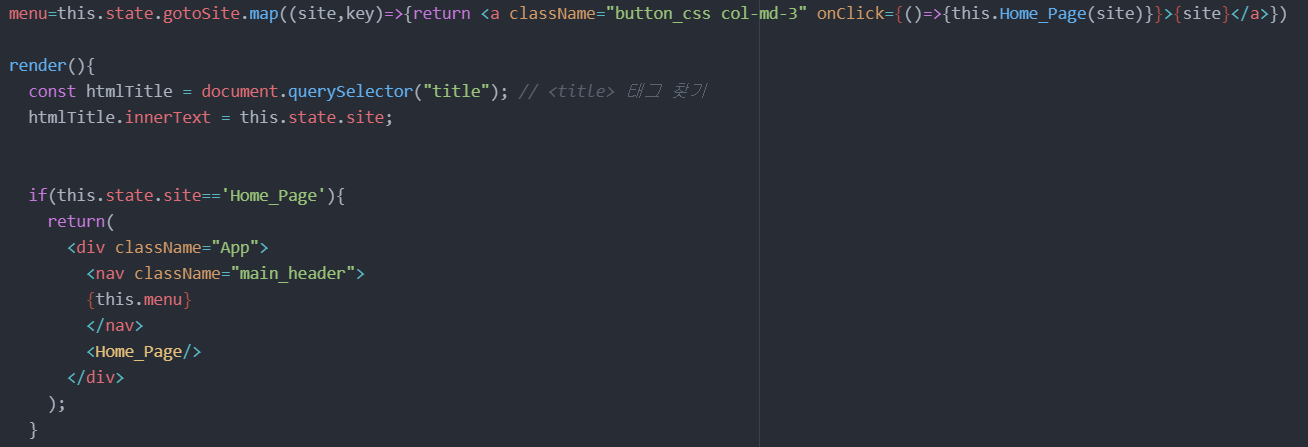 menu=this.state.gotoSite.map((site,key)=>{return <a className="button_css col-md-3" onClick={()=>{this.Home_Page(site)}}>{site}</a>})
render(){
const htmlTitle = document.querySelector("title"); // <title> 태그 찾기
htmlTitle.innerText = this.state.site;
if(this.state.site=='Home_Page'){
return(
<div className="App">
<nav className="main_header">
{this.menu}
</nav>
<Home_Page/>
</div>
);
}